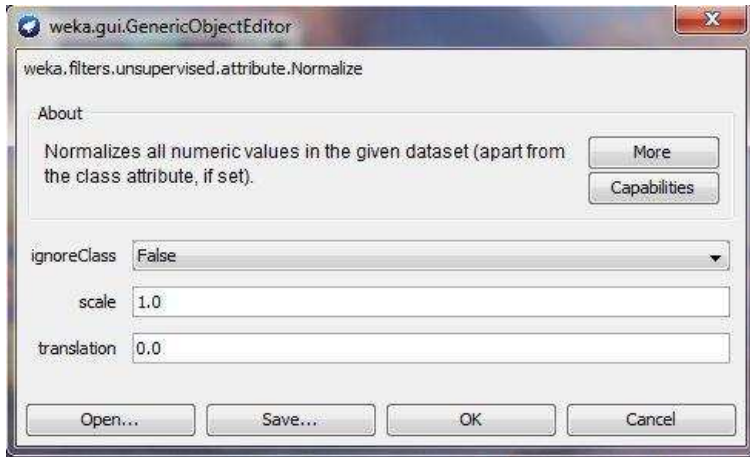 weka.gui.GenericObjectEditor
weka.filters.unsupervised.attribute.Normalize
About
Normalizes all numeric values in the given dataset (apart from
the class attribute, if set).
More
Capabilities
ignoreClass False
scale 1.0
translation 0.0
Open... Save... OK Cancel